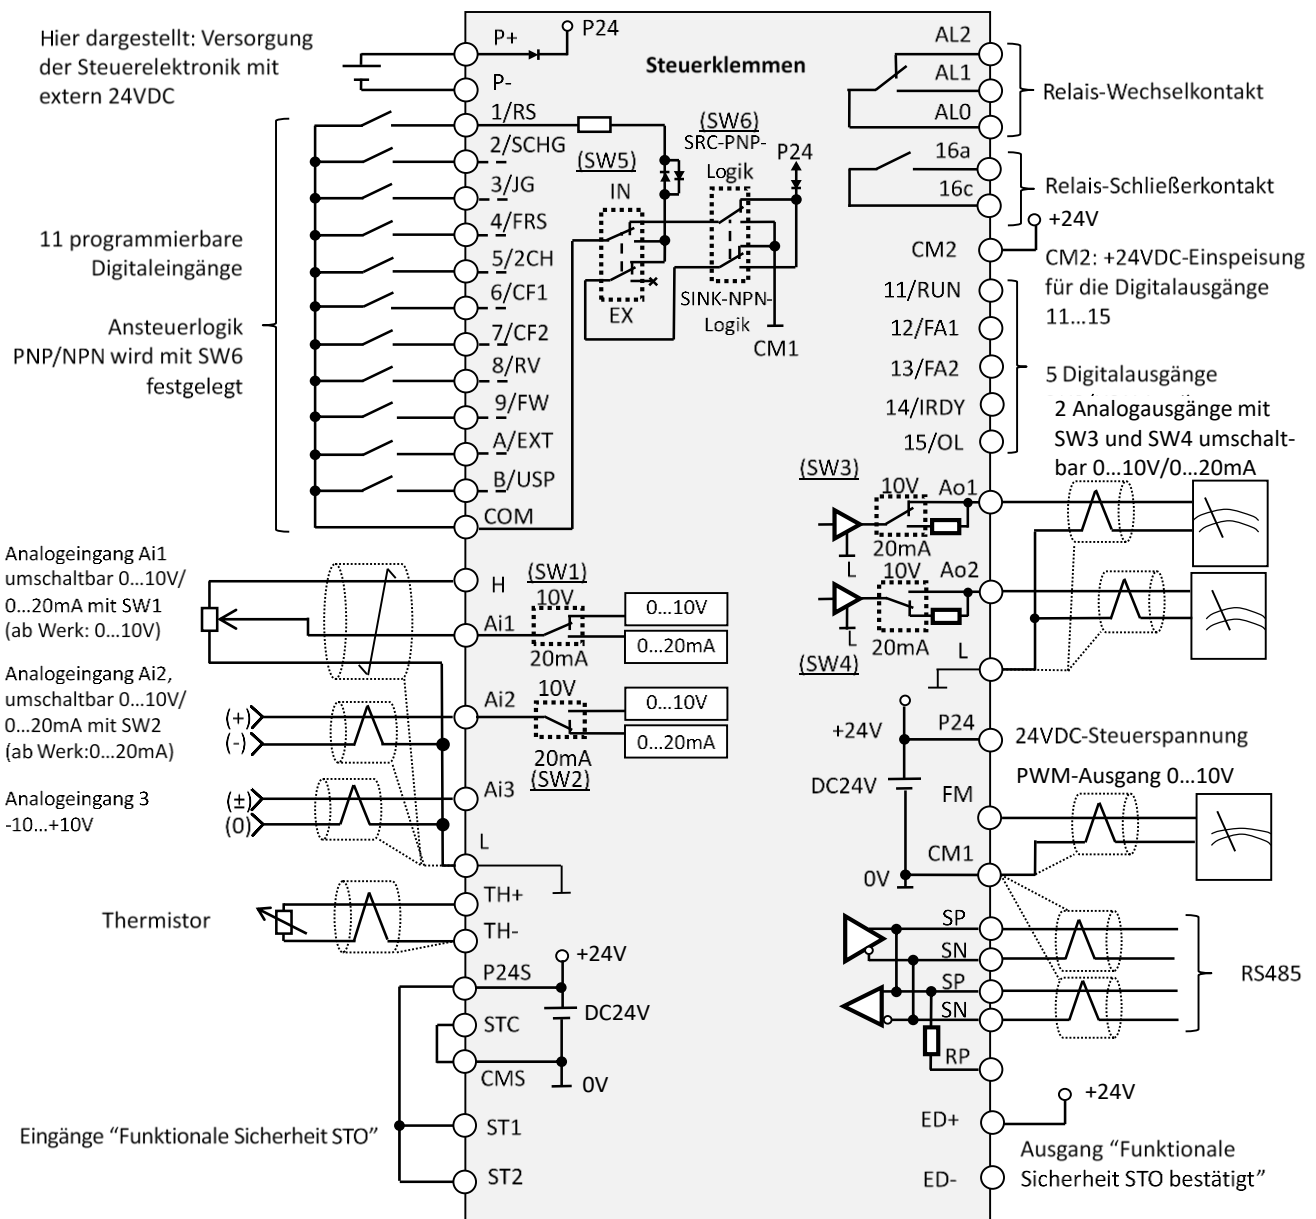 Hier dargestellt: Versorgung
der Steuerelektronik mit
extern 24VDC
11 programmierbare
Digitaleingänge
Ansteuerlogik
PNP/NPN wird mit SW6
festgelegt
Analogeingang Ai1
umschaltbar 0...10V/
0...20mA mit SW1
(ab Werk: 0...10V)
Analogeingang Ai2,
umschaltbar 0...10V/
0...20mA mit SW2
(ab Werk:0...20mA)
(+)
(-)
Analogeingang 3
-10...+10V
(±)
(0)
Thermistor
Eingänge “Funktionale Sicherheit STO”
Steuerklemmen
P+
P24
P-
1/RS
2/SCHG
3/JG
4/FRS
5/2CH
6/CF1
7/CF2
8/RV
9/FW
A/EXT
B/USP
COM
(SW5)
IN
EX
(SW6)
SRC-PNP-
Logik
P24
SINK-NPN-
Logik
CM1
H
Ai1
(SW1)
10V
20mA
0...10V
0...20mA
Ai2
10V
20mA
(SW2)
0...10V
0...20mA
Ai3
L
TH+
TH-
P24S
+24V
STC
DC24V
CMS
0V
ST1
ST2
AL2
AL1
AL0
Relais-Wechselkontakt
16a
16c
Relais-Schließerkontakt
+24V
CM2
CM2: +24VDC-Einspeisung
für die Digitalausgänge
11...15
11/RUN
12/FA1
13/FA2
14/IRDY
15/OL
5 Digitalausgänge
2 Analogausgänge mit
SW3 und SW4 umschalt-
bar 0...10V/0...20mA
(SW3)
10V
Ao1
20mA
L
10V
Ao2
20mA
L
(SW4)
L
+24V
P24
24VDC-Steuerspannung
DC24V
FM
PWM-Ausgang 0...10V
CM1
0V
SP
SN
SP
SN
RP
RS485
+24V
ED+
ED-
Ausgang “Funktionale
Sicherheit STO bestätigt”